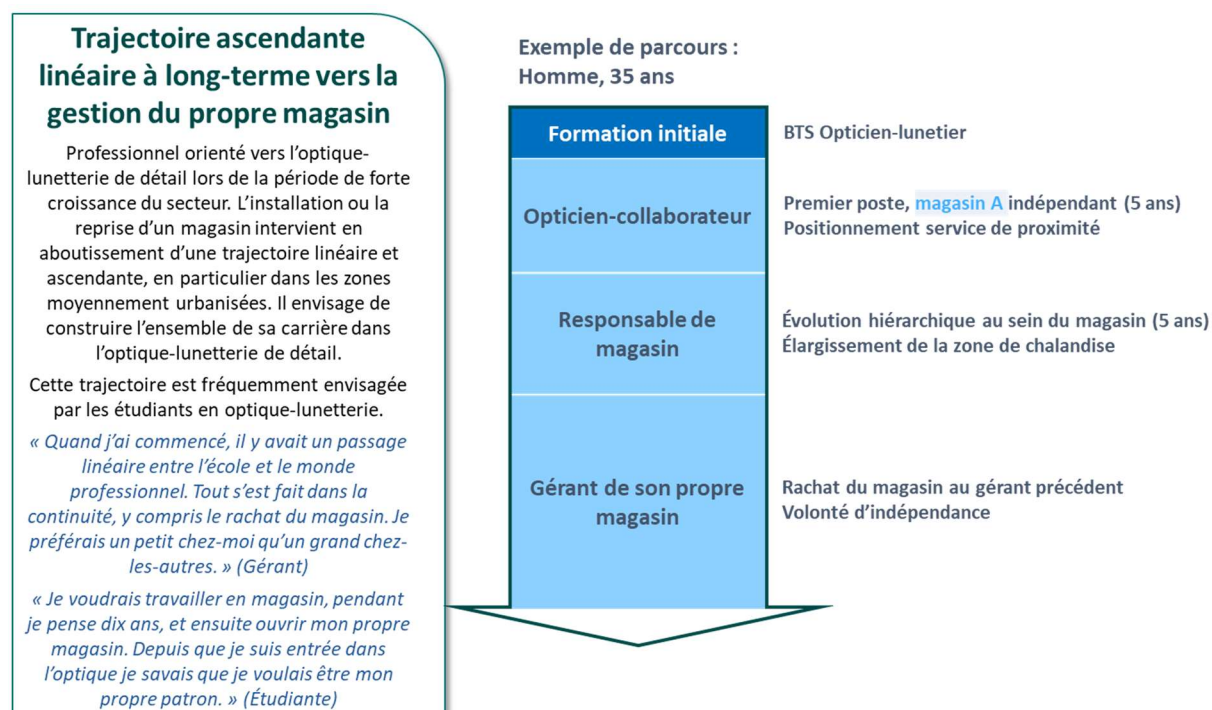 Trajectoire ascendante
linéaire à long-terme vers la
gestion du propre magasin
Professionnel orienté vers l’optique-
lunetterie de détail lors de la période de forte
croissance du secteur. L’installation ou la
reprise d’un magasin intervient en
aboutissement d’une trajectoire linéaire et
ascendante, en particulier dans les zones
moyennement urbanisées. Il envisage de
construire l’ensemble de sa carrière dans
l’optique-lunetterie de détail.
Cette trajectoire est fréquemment envisagée
par les étudiants en optique-lunetterie.
« Quand j’ai commencé, il y avait un passage
linéaire entre l’école et le monde
professionnel. Tout s’est fait dans la
continuité, y compris le rachat du magasin. Je
préférais un petit chez-moi qu’un grand chez-
les-autres. » (Gérant)
« Je voudrais travailler en magasin, pendant
je pense dix ans, et ensuite ouvrir mon propre
magasin. Depuis que je suis entrée dans
l’optique je savais que je voulais être mon
propre patron. » (Étudiante)
Exemple de parcours :
Homme, 35 ans
Formation initiale
BTS Opticien-lunetier
Opticien-collaborateur
Premier poste, magasin A indépendant (5 ans)
Positionnement service de proximité
Responsable de
magasin
Évolution hiérarchique au sein du magasin (5 ans)
Élargissement de la zone de chalandise
Gérant de son propre
magasin
Rachat du magasin au gérant précédent
Volonté d’indépendance